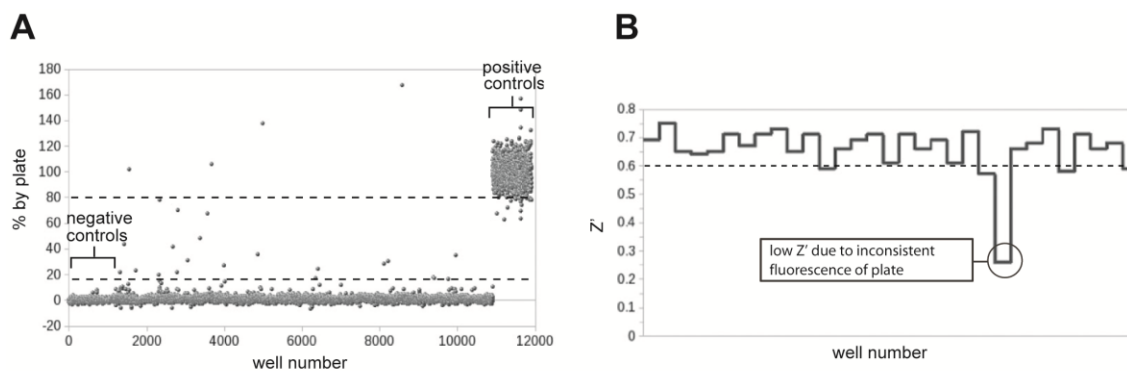 A
% by plate
180
160
140
120
100
80
60
40
20
0
-20
negative
controls
positive
controls
0
2000
4000
6000
8000
10000
12000
well number
B
Z'
0.8
0.7
0.6
0.5
0.4
0.3
0.2
0.1
0
low Z' due to inconsistent
fluorescence of plate
well number